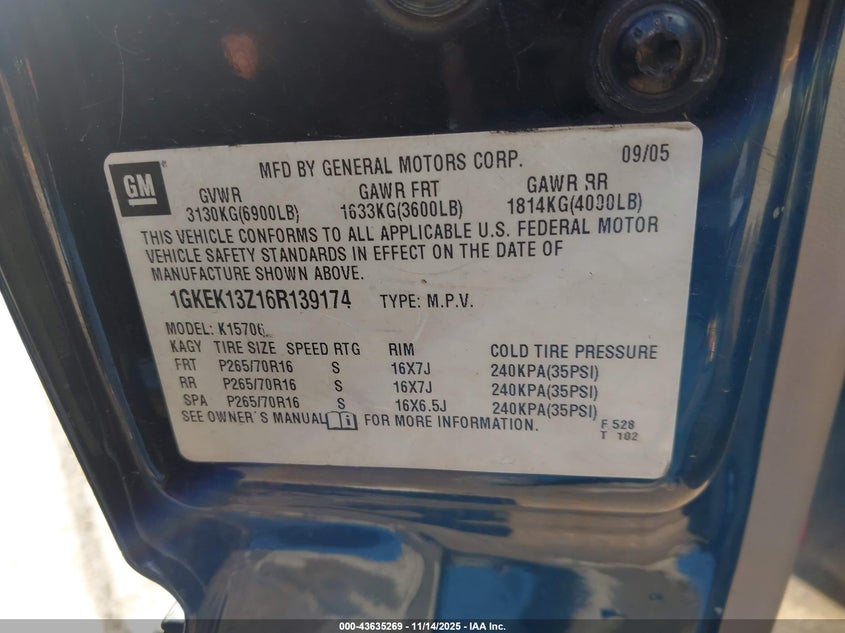 GM
MFD BY GENERAL MOTORS CORP. 09/05
GVWR GAWR FRT GAWR RR
3130KG(6900LB) 1633KG(3600LB) 1814KG(4000LB)
THIS VEHICLE CONFORMS TO ALL APPLICABLE U.S. FEDERAL MOTOR
VEHICLE SAFETY STANDARDS IN EFFECT ON THE DATE OF
MANUFACTURE SHOWN ABOVE.
1GKEK13Z16R139174 TYPE: M.P.V.
MODEL: K15706
KAGY TIRE SIZE SPEED RTG RIM COLD TIRE PRESSURE
FRT P265/70R16 S 16X7J 240KPA(35PSI)
RR P265/70R16 S 16X7J 240KPA(35PSI)
SPA P265/70R16 S 16X6.5J 240KPA(35PSI)
SEE OWNER'S MANUAL FOR MORE INFORMATION.
F 528
T 102
000-43635269 - 11/14/2025 - IAA Inc.